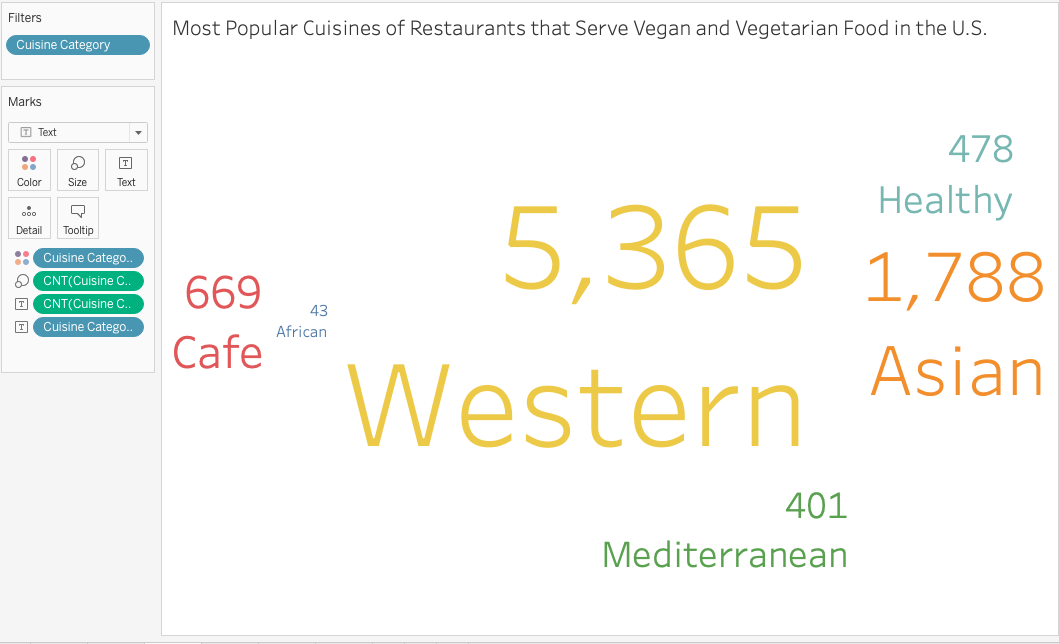 Filters
Cuisine Category
Marks
Text
Color
Size
Text
Detail
Tooltip
Cuisine Catego..
CNT(Cuisine C..
CNT(Cuisine C..
Cuisine Catego..
Most Popular Cuisines of Restaurants that Serve Vegan and Vegetarian Food in the U.S.
478
Healthy
5,365
Western
1,788
Asian
669
Cafe
43
African
401
Mediterranean